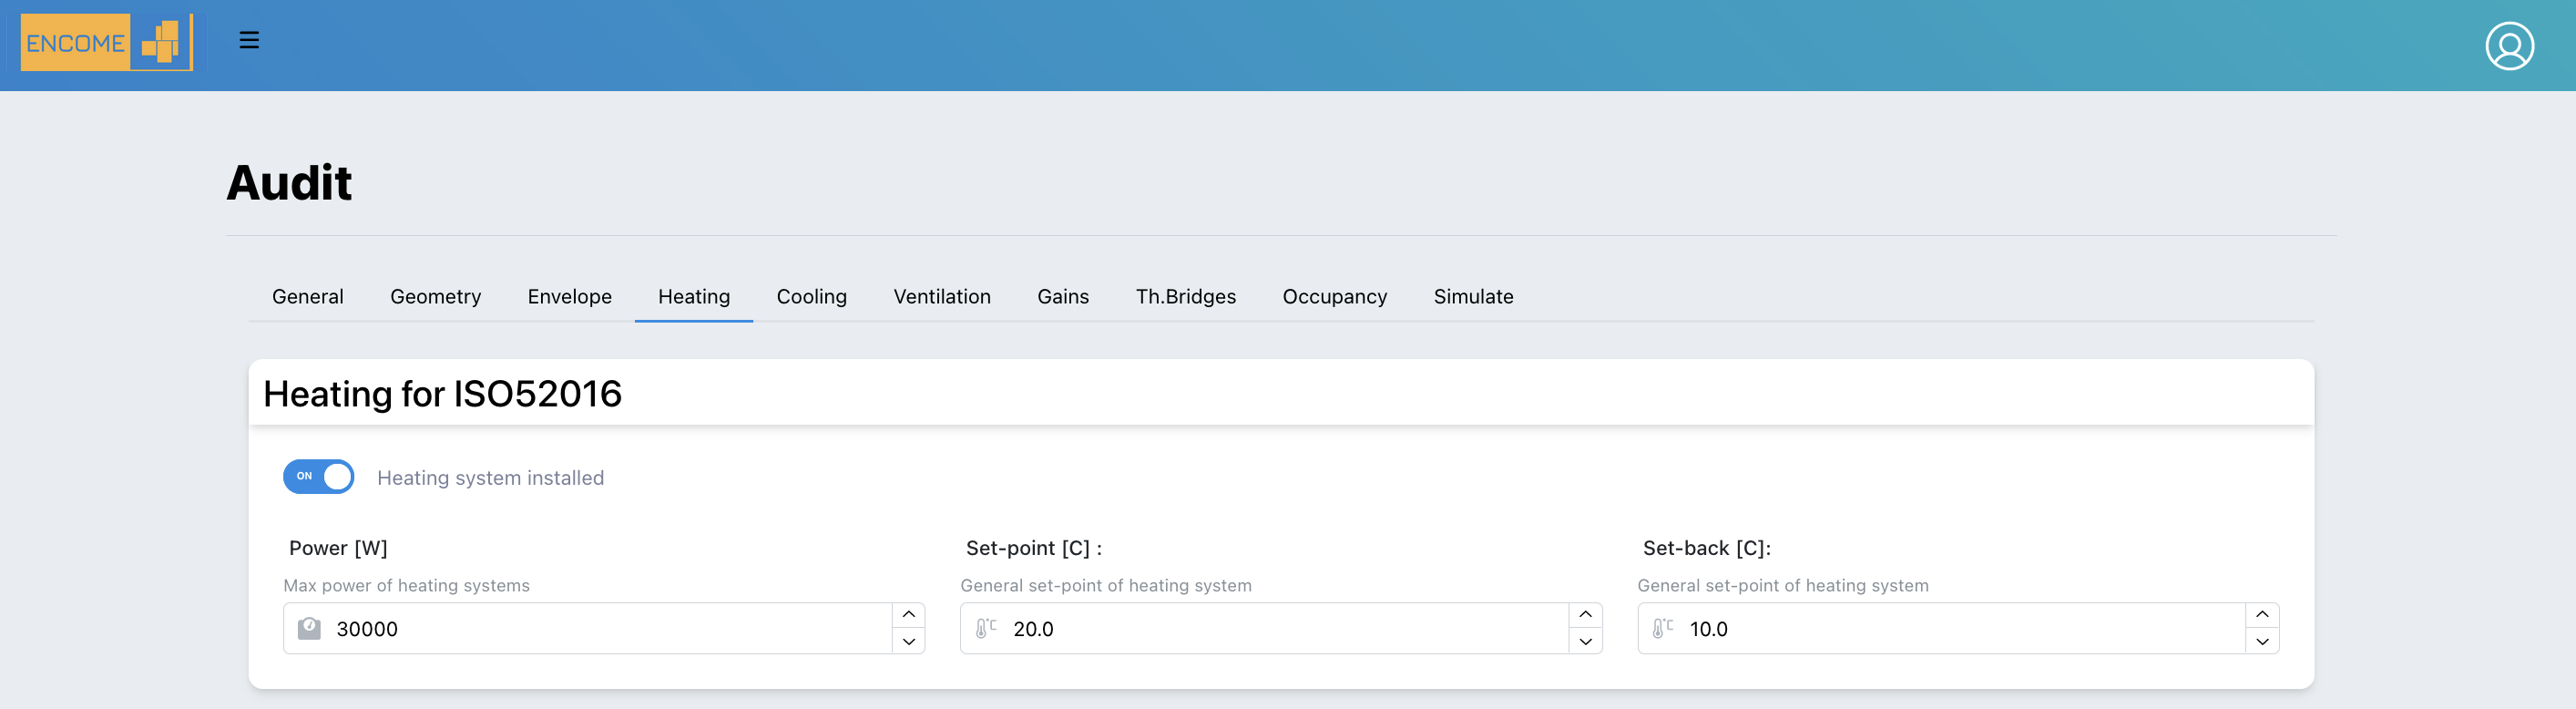 ENCOME
Audit
General Geometry Envelope Heating Cooling Ventilation Gains Th.Bridges Occupancy Simulate
Heating for ISO52016
ON Heating system installed
Power [W] Set-point [C] : Set-back [C]:
Max power of heating systems General set-point of heating system General set-point of heating system
30000 °C 20.0 °C 10.0